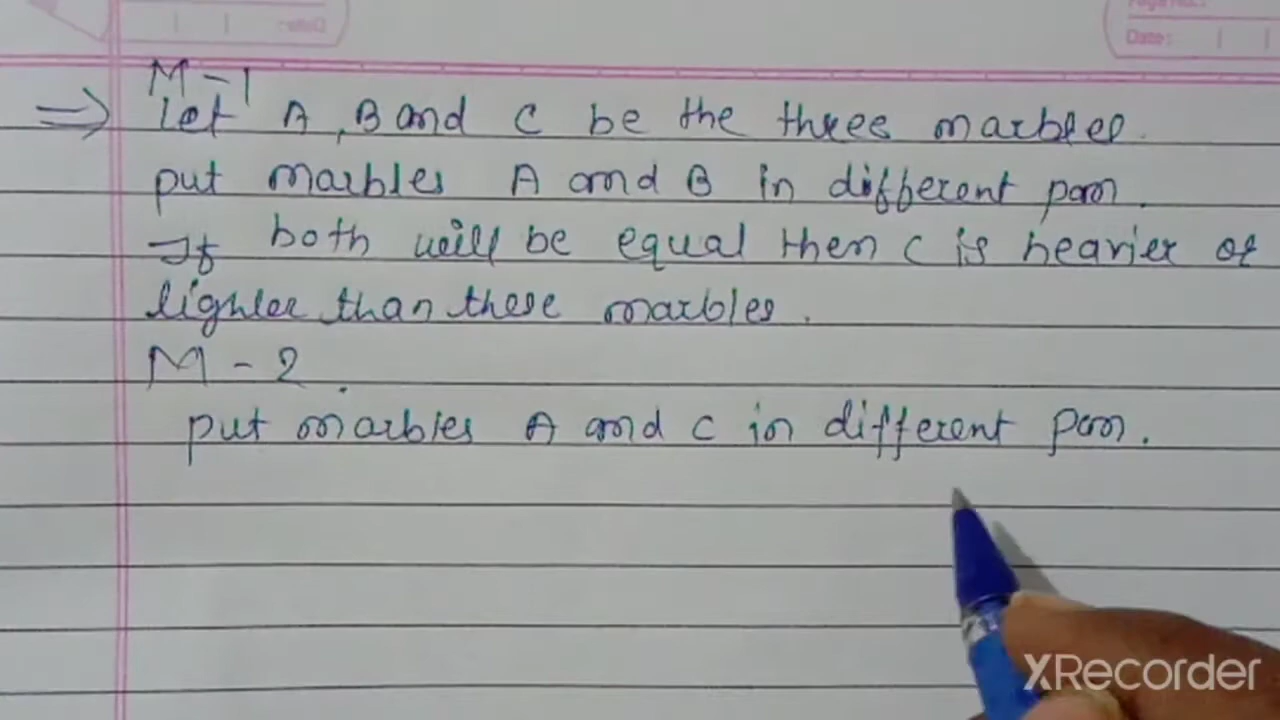 Date:
M-1
⇒ Let A, B and C be the three marbles.
put marbles A and B in different pan.
If both will be equal then C is heavier or
lighter than these marbles.
M-2.
put marbles A and C in different pan.
XRecorder